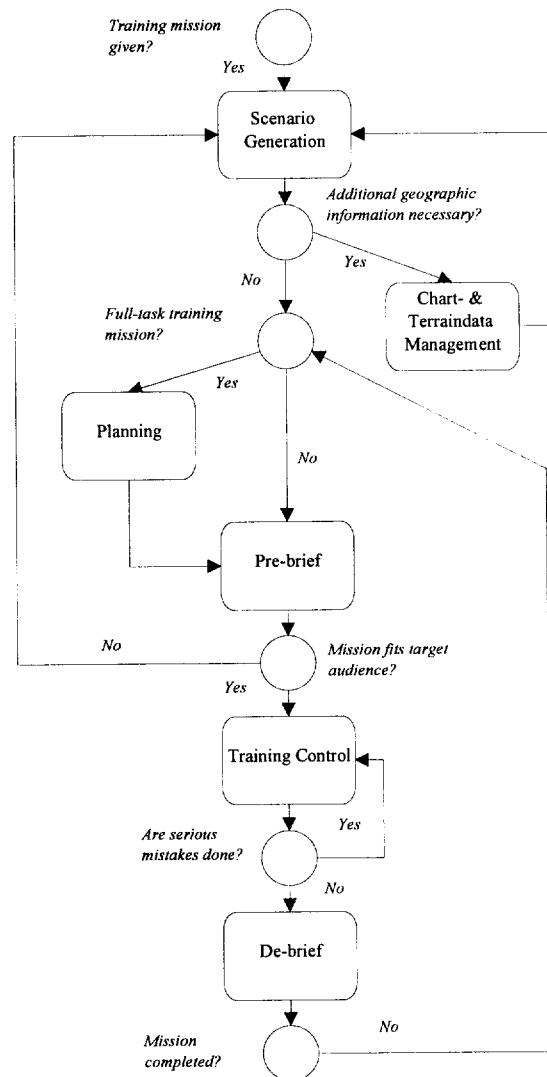 Training mission
given?
Yes
Scenario
Generation
Additional geographic
information necessary?
Yes
No
Chart- &
Terraindata
Management
Full-task training
mission?
Yes
Planning
No
Pre-brief
No
Mission fits target
audience?
Yes
Training Control
Yes
Are serious
mistakes done?
No
De-brief
No
Mission
completed?